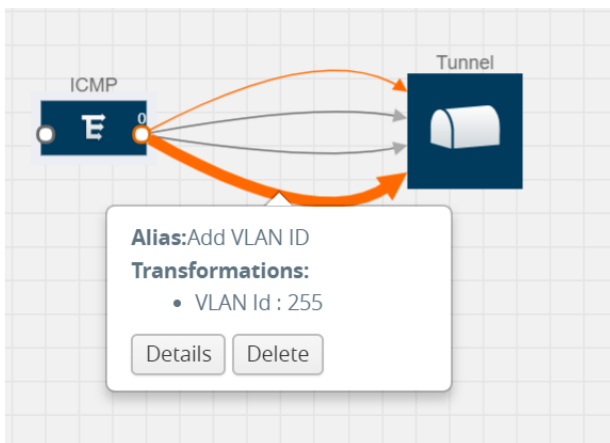 Tunnel
ICMP
0
Alias:Add VLAN ID
Transformations:
• VLAN Id : 255
Details
Delete